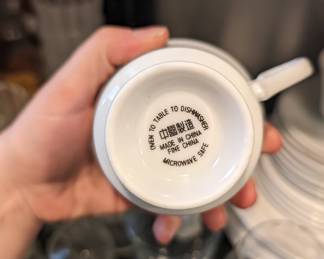 OVEN TO TABLE TO DISHWASHER
中國製造
MADE IN CHINA
FINE CHINA
MICROWAVE SAFE